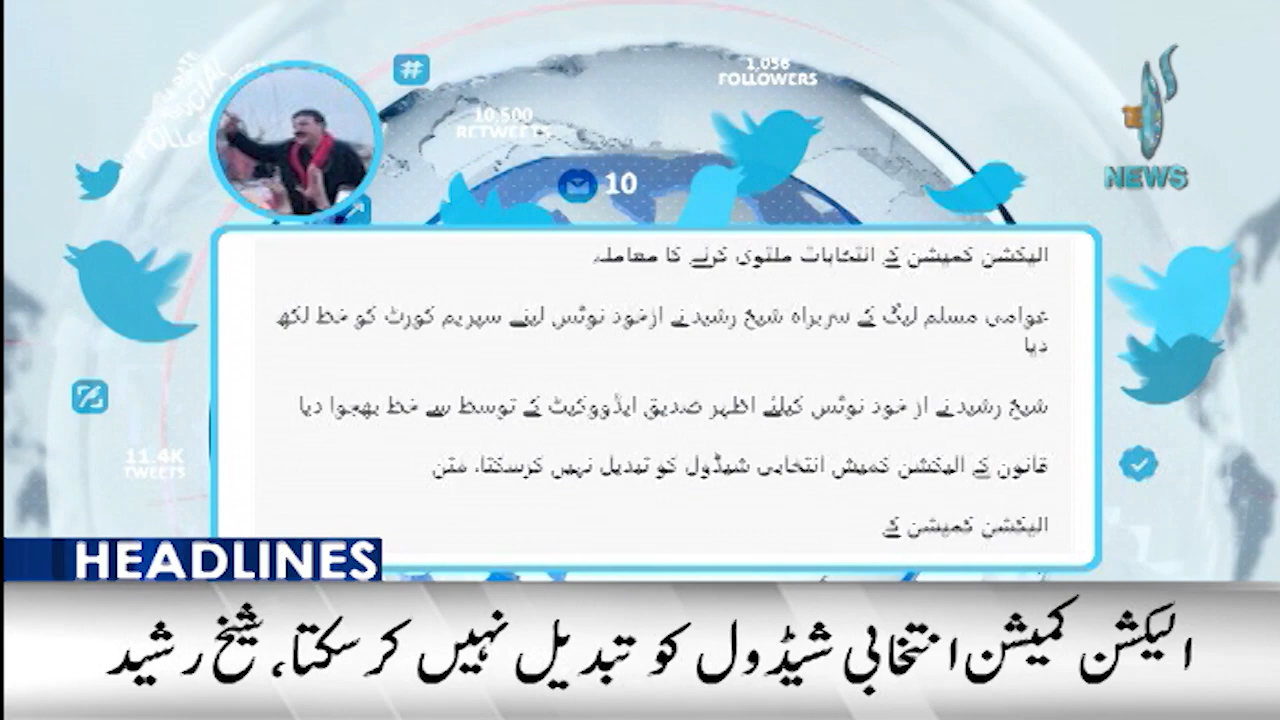 1,056
FOLLOWERS
10,500
RETWEETS
10
NEWS
الیکشن کمیشن کے انتخابات ملتوی کرنے کا معاملہ
عوامی مسلم لیگ کے سربراہ شیخ رشید نے ازخود نوٹس لینے سپریم کورٹ کو خط لکھ
دیا
شیخ رشید نے از خود نوٹس کیلئے اظہر صدیق ایڈووکیٹ کے توسط سے خط بھجوا دیا
قانون کے الیکشن کمیش انتخابی شیڈول کو تبدیل نہیں کرسکتا، متن
الیکشن کمیشن کے
11.4K
TWEETS
HEADLINES
الیکشن کمیشن انتخابی شیڈول کو تبدیل نہیں کر سکتا، شیخ رشید